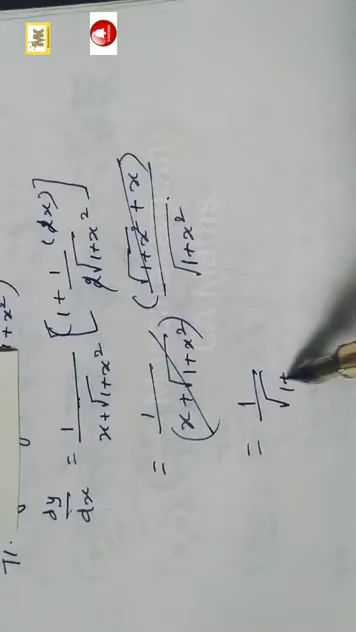 71.
+x²)
dy/dx = 1/(x+√1+x²) [1 + 1/(2√1+x²) (2x)]
= 1/(x+√1+x²) (√1+x² + x)/√1+x²
= 1/√1+